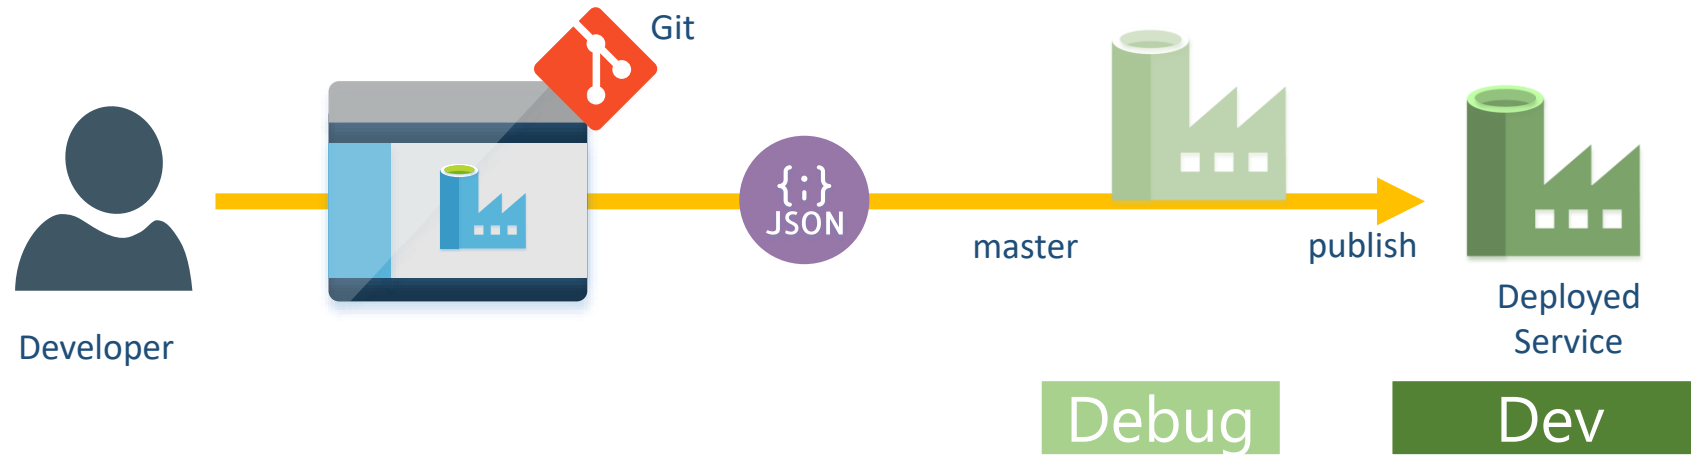 Git
{;}
JSON
master
publish
Developer
Deployed
Service
Debug
Dev